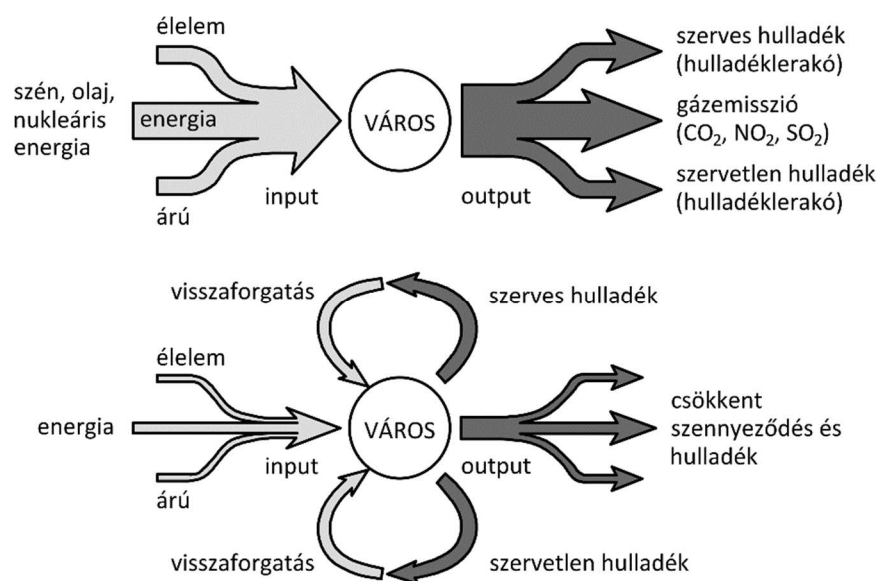 élelem
szén, olaj,
nukleáris
energia
energia
árú
input
VÁROS
output
szerves hulladék
(hulladéklerakó)
gázemisszió
(CO₂, NO₂, SO₂)
szervetlen hulladék
(hulladéklerakó)
visszaforgatás
szerves hulladék
élelem
energia
árú
input
VÁROS
output
csökkent
szennyeződés és
hulladék
visszaforgatás
szervetlen hulladék